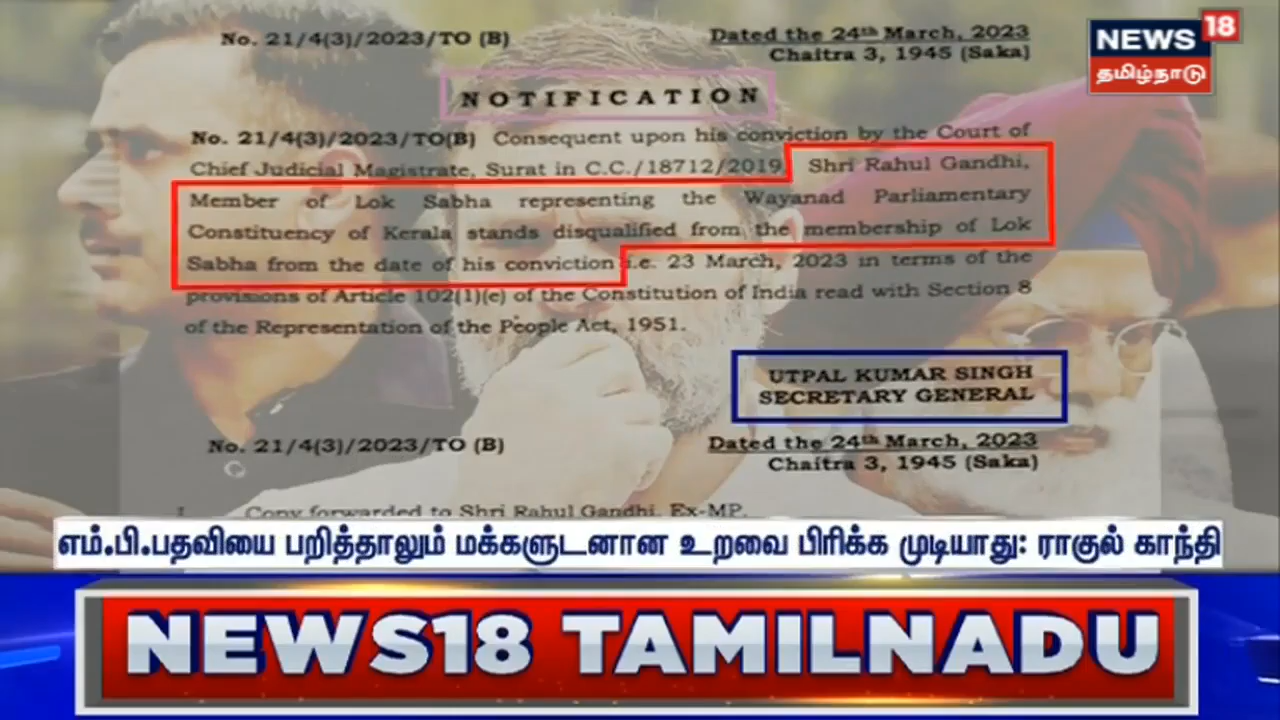 No. 21/4(3)/2023/TO (B)
Dated the 24th March, 2023
Chaitra 3, 1945 (Saka)
NEWS 18
தமிழ்நாடு
NOTIFICATION
No. 21/4(3)/2023/TO(B) Consequent upon his conviction by the Court of
Chief Judicial Magistrate, Surat in C.C./18712/2019 Shri Rahul Gandhi,
Member of Lok Sabha representing the Wayanad Parliamentary
Constituency of Kerala stands disqualified from the membership of Lok
Sabha from the date of his conviction i.e. 23 March, 2023 in terms of the
provisions of Article 102(1)(e) of the Constitution of India read with Section 8
of the Representation of the People Act, 1951.
UTPAL KUMAR SINGH
SECRETARY GENERAL
No. 21/4(3)/2023/TO (B)
Dated the 24th March, 2023
Chaitra 3, 1945 (Saka)
1. Copy forwarded to Shri Rahul Gandhi, Ex-MP.
எம்.பி.பதவியை பறித்தாலும் மக்களுடனான உறவை பிரிக்க முடியாது: ராகுல் காந்தி
NEWS18 TAMILNADU